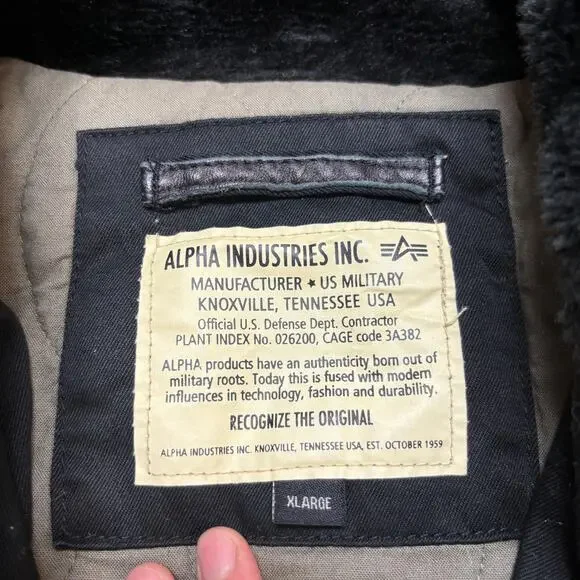 ALPHA INDUSTRIES INC.
MANUFACTURER ★ US MILITARY
KNOXVILLE, TENNESSEE USA
Official U.S. Defense Dept. Contractor
PLANT INDEX No. 026200, CAGE code 3A382
ALPHA products have an authenticity born out of
military roots. Today this is fused with modern
influences in technology, fashion and durability.
RECOGNIZE THE ORIGINAL
ALPHA INDUSTRIES INC. KNOXVILLE, TENNESSEE USA, EST. OCTOBER 1959
XLARGE